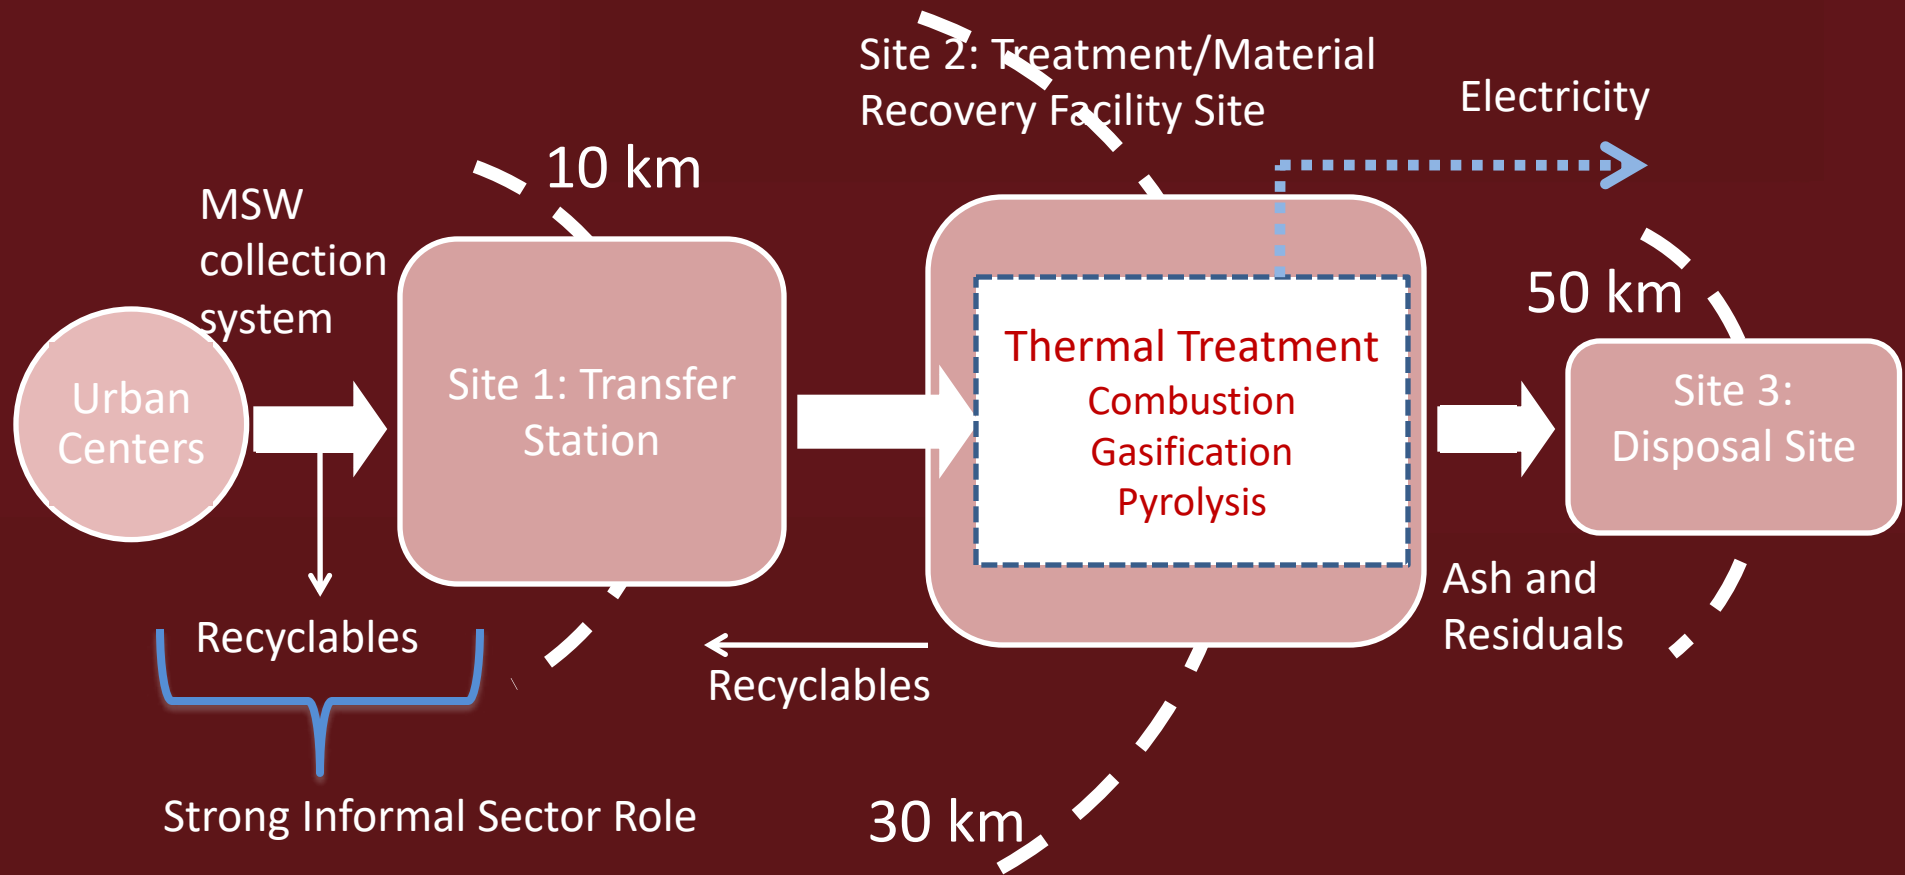 Site 2: Treatment/Material
Recovery Facility Site
Electricity
10 km
MSW
collection
system
50 km
Urban
Centers
Site 1: Transfer
Station
Thermal Treatment
Combustion
Gasification
Pyrolysis
Site 3:
Disposal Site
Ash and
Residuals
Recyclables
Recyclables
Strong Informal Sector Role
30 km